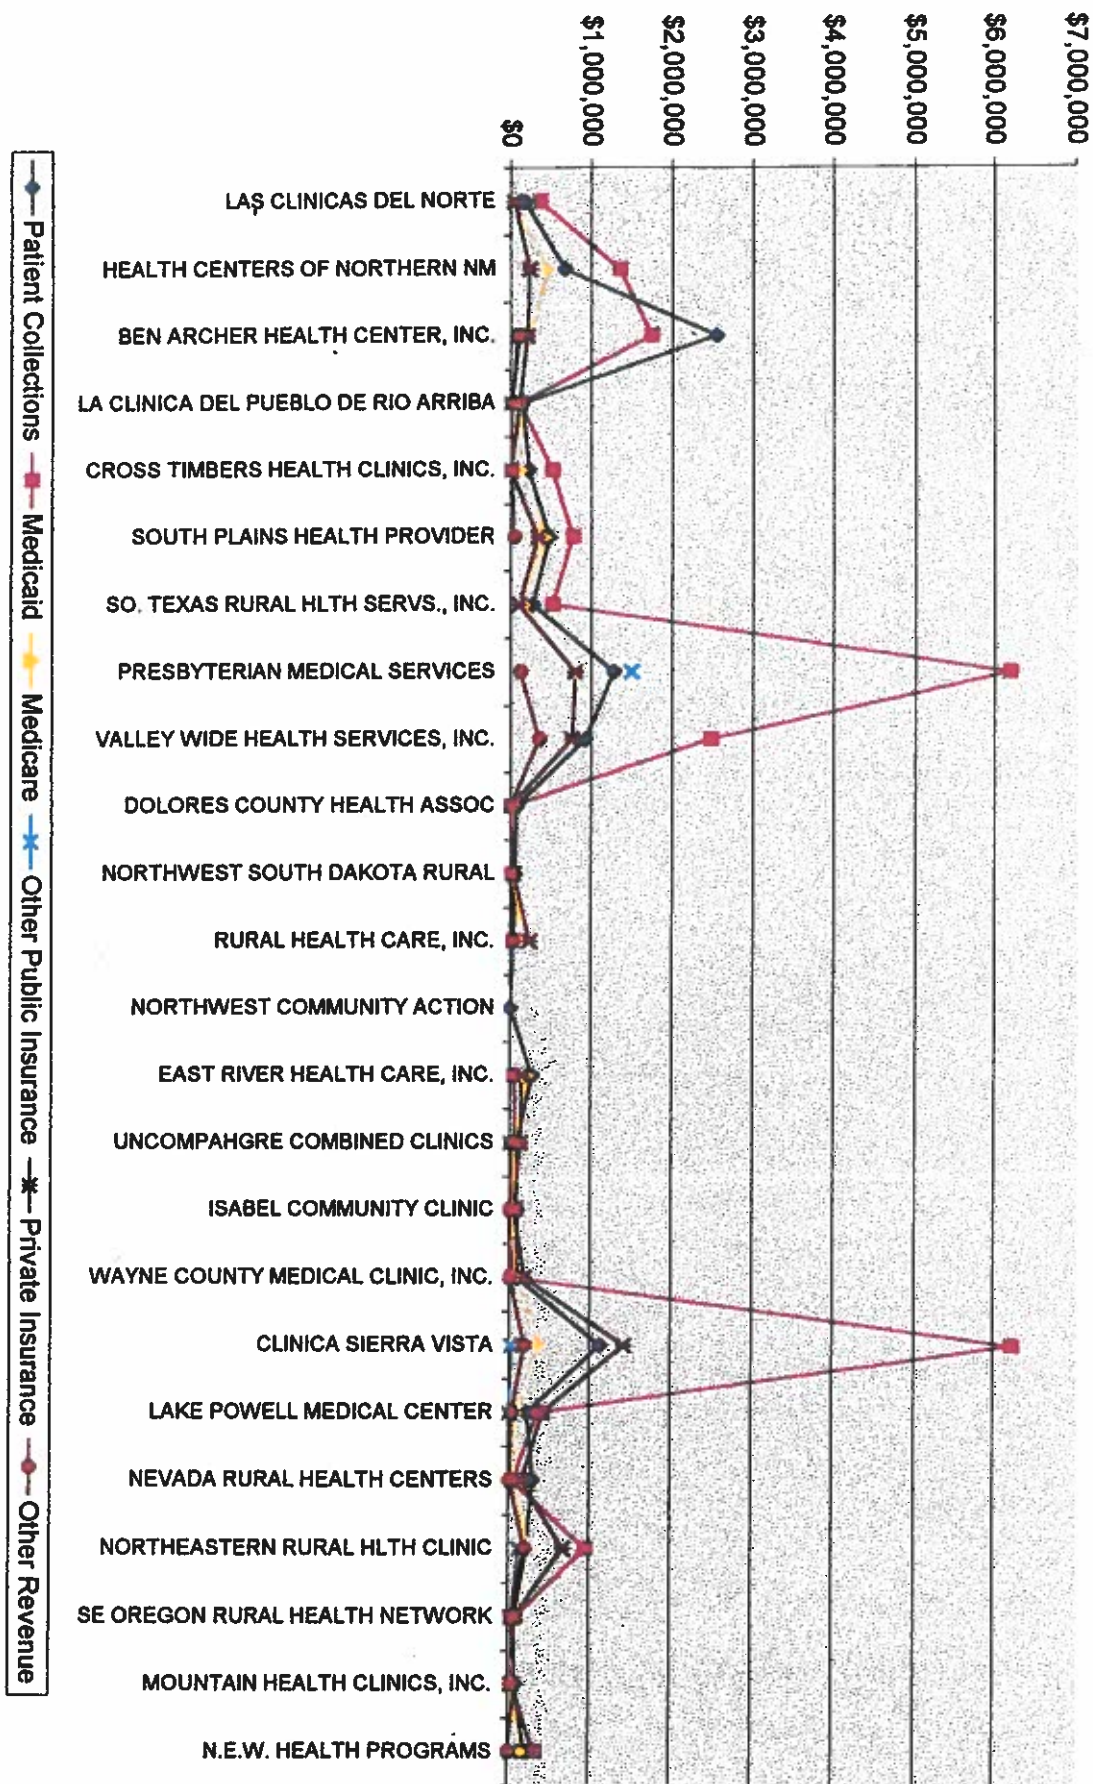 $7,000,000
$6,000,000
$5,000,000
$4,000,000
$3,000,000
$2,000,000
$1,000,000
$0
LAS CLINICAS DEL NORTE
HEALTH CENTERS OF NORTHERN NM
BEN ARCHER HEALTH CENTER, INC.
LA CLINICA DEL PUEBLO DE RIO ARRIBA
CROSS TIMBERS HEALTH CLINICS, INC.
SOUTH PLAINS HEALTH PROVIDER
SO. TEXAS RURAL HLTH SERVS., INC.
PRESBYTERIAN MEDICAL SERVICES
VALLEY WIDE HEALTH SERVICES, INC.
DOLORES COUNTY HEALTH ASSOC
NORTHWEST SOUTH DAKOTA RURAL
RURAL HEALTH CARE, INC.
NORTHWEST COMMUNITY ACTION
EAST RIVER HEALTH CARE, INC.
UNCOMPAHGRE COMBINED CLINICS
ISABEL COMMUNITY CLINIC
WAYNE COUNTY MEDICAL CLINIC, INC.
CLINICA SIERRA VISTA
LAKE POWELL MEDICAL CENTER
NEVADA RURAL HEALTH CENTERS
NORTHEASTERN RURAL HLTH CLINIC
SE OREGON RURAL HEALTH NETWORK
MOUNTAIN HEALTH CLINICS, INC.
N.E.W. HEALTH PROGRAMS
Patient Collections Medicaid Medicare Other Public Insurance Private Insurance Other Revenue